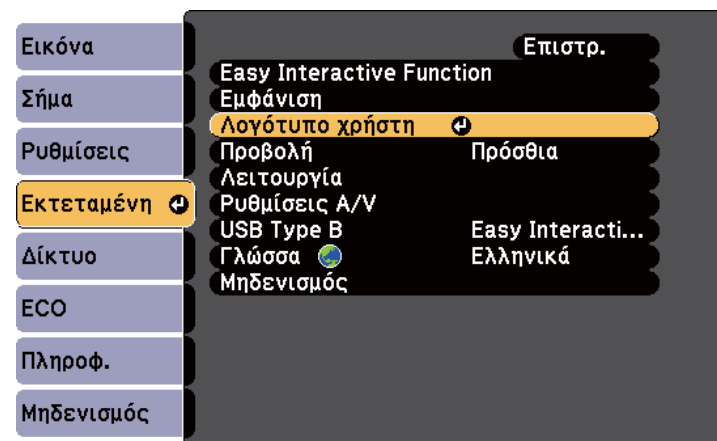 Εικόνα
Σήμα
Ρυθμίσεις
Εκτεταμένη
Δίκτυο
ECO
Πληροφ.
Μηδενισμός
Επιστρ.
Easy Interactive Function
Εμφάνιση
Λογότυπο χρήστη
Προβολή Πρόσθια
Λειτουργία
Ρυθμίσεις A/V
USB Type B Easy Interacti...
Γλώσσα Ελληνικά
Μηδενισμός